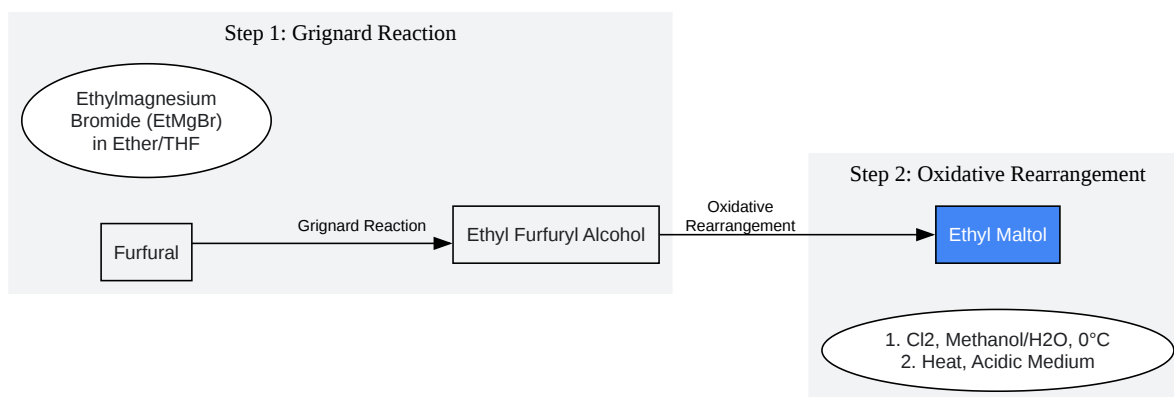 Step 1: Grignard Reaction
Ethylmagnesium
Bromide (EtMgBr)
in Ether/THF
Furfural
Grignard Reaction
Ethyl Furfuryl Alcohol
Oxidative
Rearrangement
Step 2: Oxidative Rearrangement
Ethyl Maltol
1. Cl2, Methanol/H2O, 0°C
2. Heat, Acidic Medium